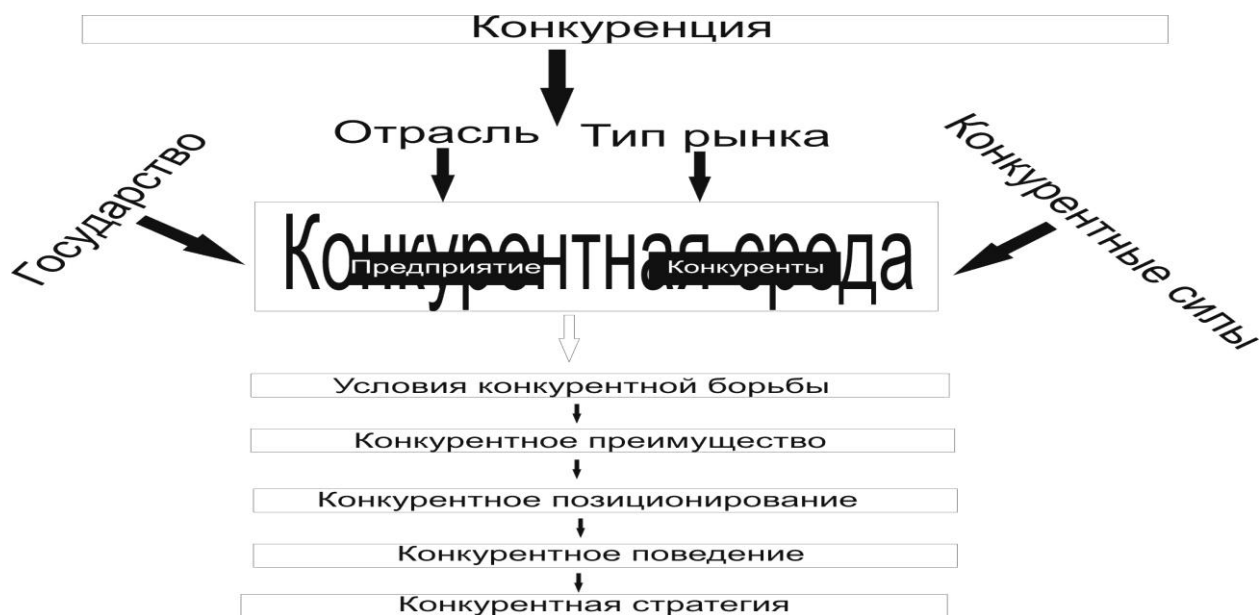 Конкуренция
Отрасль
Тип рынка
Государство
Конкурентные силы
Конкурентная среда
Предприятие
Конкуренты
Условия конкурентной борьбы
Конкурентное преимущество
Конкурентное позиционирование
Конкурентное поведение
Конкурентная стратегия